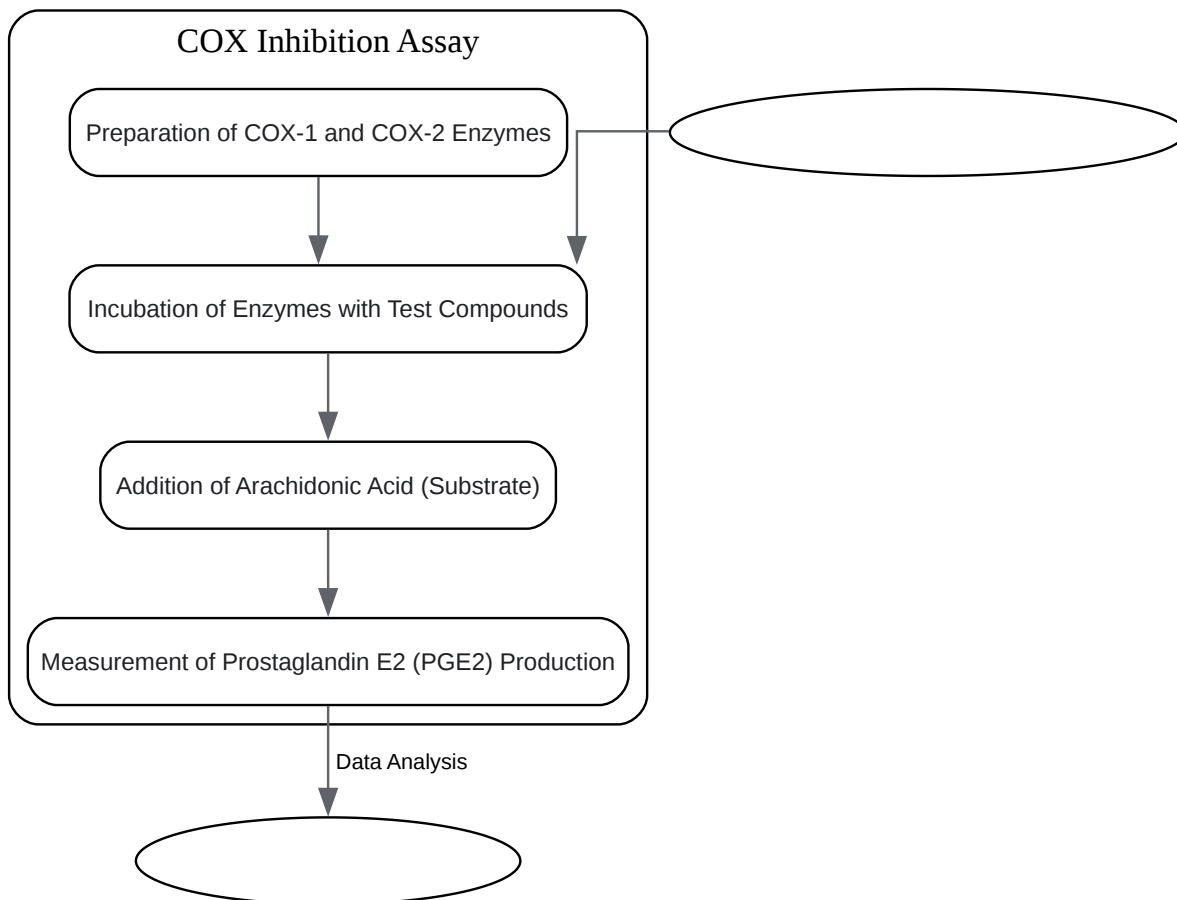 COX Inhibition Assay
Preparation of COX-1 and COX-2 Enzymes
Incubation of Enzymes with Test Compounds
Addition of Arachidonic Acid (Substrate)
Measurement of Prostaglandin E2 (PGE2) Production
Data Analysis